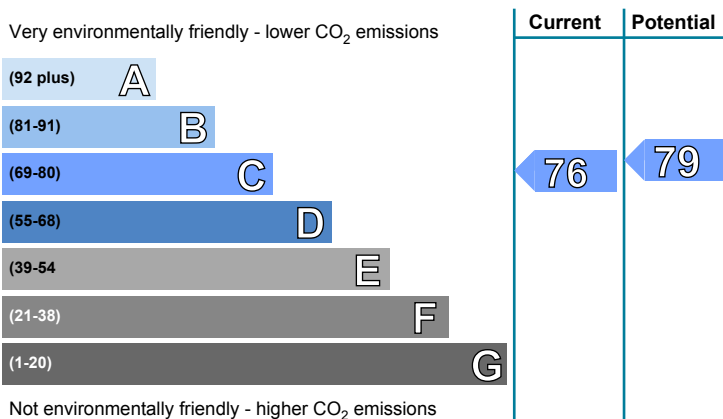 Current Potential
Very environmentally friendly - lower CO2 emissions
(92 plus) A
(81-91) B
(69-80) C 76 79
(55-68) D
(39-54 E
(21-38) F
(1-20) G
Not environmentally friendly - higher CO2 emissions